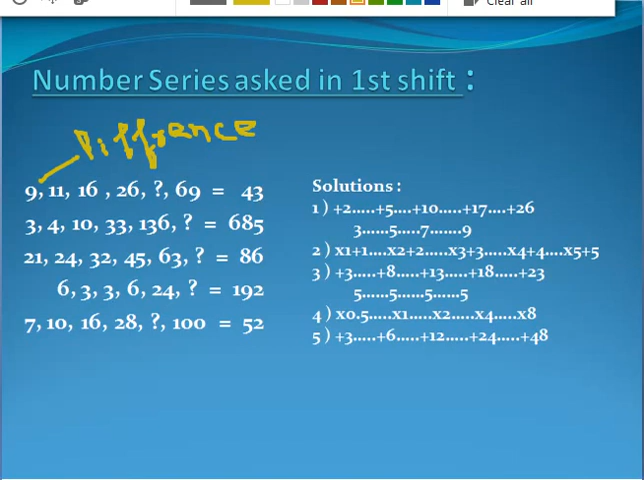 Clear all
Number Series asked in 1st shift :
Diffrence
9, 11, 16 , 26, ?, 69 = 43
3, 4, 10, 33, 136, ? = 685
21, 24, 32, 45, 63, ? = 86
6, 3, 3, 6, 24, ? = 192
7, 10, 16, 28, ?, 100 = 52
Solutions :
1 ) +2.....+5....+10.....+17....+26
3......5.....7.......9
2 ) x1+1....x2+2.....x3+3....x4+4....x5+5
3 ) +3.....+8.....+13.....+18.....+23
5......5......5......5
4 ) x0.5.....x1.....x2.....x4.....x8
5 ) +3.....+6.....+12.....+24.....+48